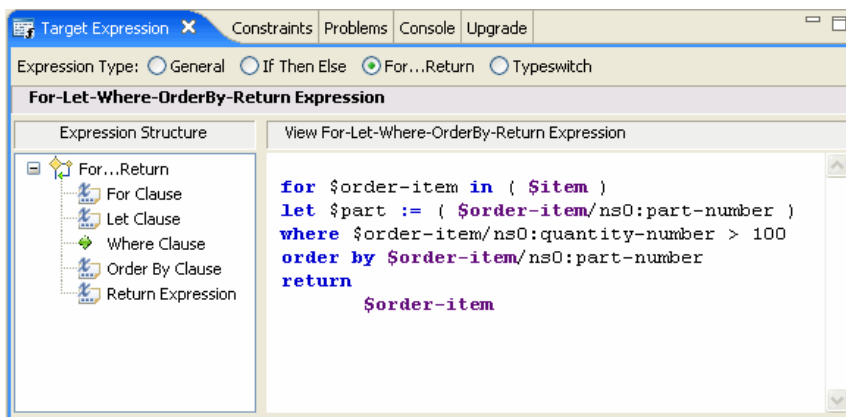 Target Expression Constraints Problems Console Upgrade
Expression Type: General If Then Else For...Return Typeswitch
For-Let-Where-OrderBy-Return Expression
Expression Structure
For...Return
For Clause
Let Clause
Where Clause
Order By Clause
Return Expression
View For-Let-Where-OrderBy-Return Expression
for $order-item in ( $item )
let $part := ( $order-item/ns0:part-number )
where $order-item/ns0:quantity-number > 100
order by $order-item/ns0:part-number
return
$order-item